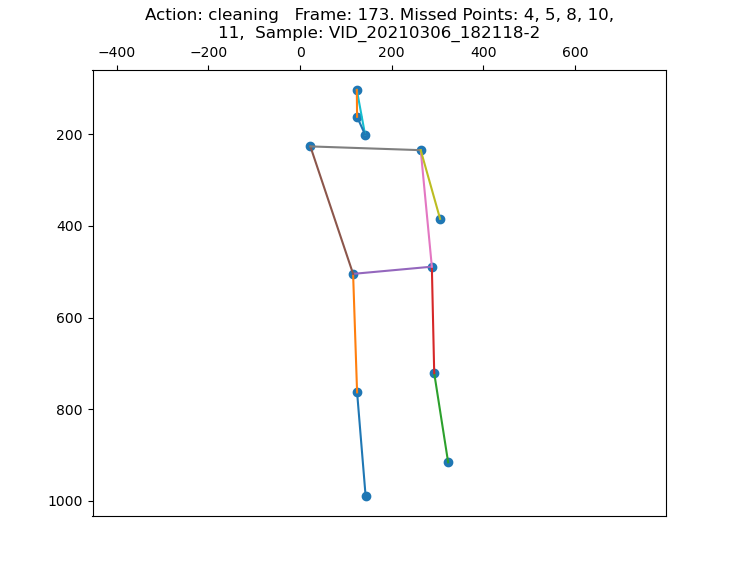 Action: cleaning   Frame: 173. Missed Points: 4, 5, 8, 10,
11,  Sample: VID_20210306_182118-2
−400 −200 0 200 400 600
200
400
600
800
1000